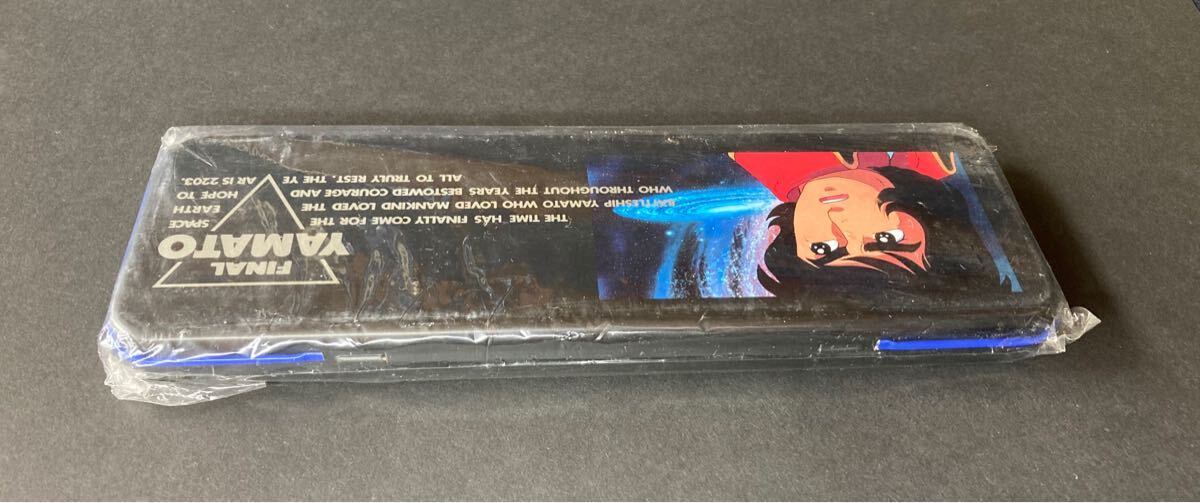 FINAL
YAMATO
THE TIME HAS FINALLY COME FOR THE SPACE
BATTLESHIP YAMATO WHO LOVED MANKIND LOVED THE EARTH
WHO THROUGHOUT THE YEARS BESTOWED COURAGE AND HOPE TO
ALL TO TRULY REST. THE YEAR IS 2203.